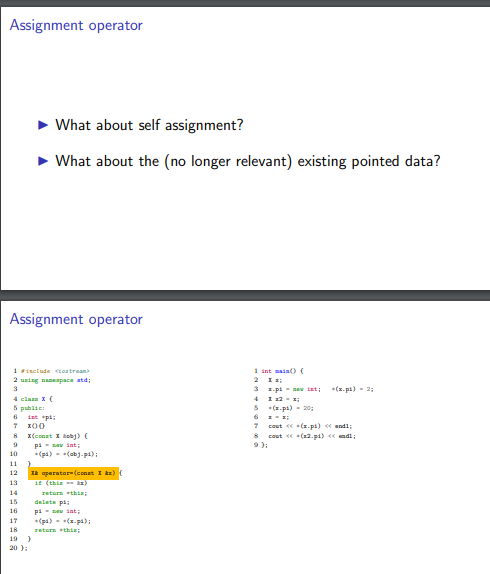 Assignment operator
▶ What about self assignment?
▶ What about the (no longer relevant) existing pointed data?
Assignment operator
1 #include <iostream>
2 using namespace std;
3
4 class X {
5 public:
6 int *pi;
7 X(){}
8 X(const X &obj) {
9 pi = new int;
10 *(pi) = *(obj.pi);
11 }
12 X& operator=(const X &x) {
13 if (this == &x)
14 return *this;
15 delete pi;
16 pi = new int;
17 *(pi) = *(x.pi);
18 return *this;
19 }
20 };
1 int main() {
2 X x;
3 x.pi = new int; *(x.pi) = 2;
4 X x2 = x;
5 *(x.pi) = 20;
6 x = x;
7 cout << *(x.pi) << endl;
8 cout << *(x2.pi) << endl;
9 };